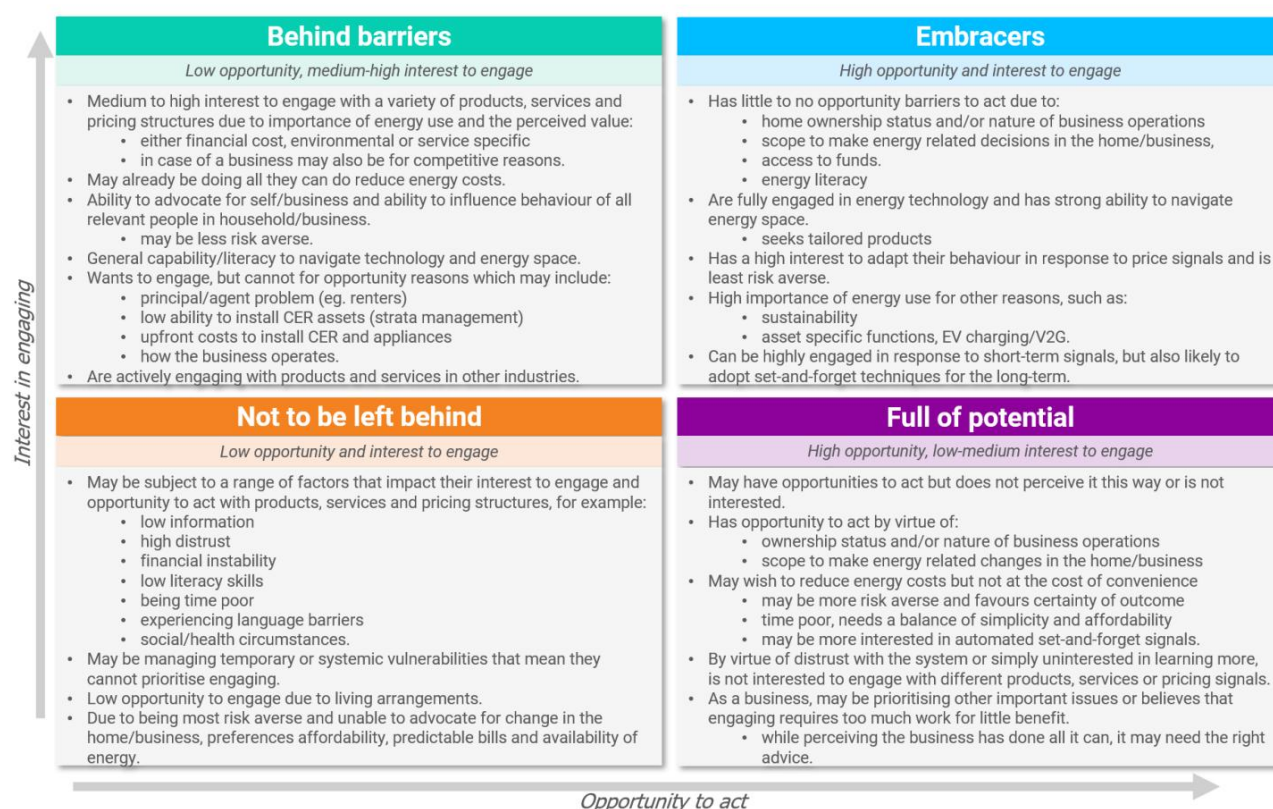 Behind barriers
Low opportunity, medium-high interest to engage
• Medium to high interest to engage with a variety of products, services and
pricing structures due to importance of energy use and the perceived value:
• either financial cost, environmental or service specific
• in case of a business may also be for competitive reasons.
• May already be doing all they can do reduce energy costs.
• Ability to advocate for self/business and ability to influence behaviour of all
relevant people in household/business.
• may be less risk averse.
• General capability/literacy to navigate technology and energy space.
• Wants to engage, but cannot for opportunity reasons which may include:
• principal/agent problem (eg. renters)
• low ability to install CER assets (strata management)
• upfront costs to install CER and appliances
• how the business operates.
• Are actively engaging with products and services in other industries.
Embracers
High opportunity and interest to engage
• Has little to no opportunity barriers to act due to:
• home ownership status and/or nature of business operations
• scope to make energy related decisions in the home/business,
• access to funds.
• energy literacy
• Are fully engaged in energy technology and has strong ability to navigate
energy space.
• seeks tailored products
• Has a high interest to adapt their behaviour in response to price signals and is
least risk averse.
• High importance of energy use for other reasons, such as:
• sustainability
• asset specific functions, EV charging/V2G.
• Can be highly engaged in response to short-term signals, but also likely to
adopt set-and-forget techniques for the long-term.
Not to be left behind
Low opportunity and interest to engage
• May be subject to a range of factors that impact their interest to engage and
opportunity to act with products, services and pricing structures, for example:
• low information
• high distrust
• financial instability
• low literacy skills
• being time poor
• experiencing language barriers
• social/health circumstances.
• May be managing temporary or systemic vulnerabilities that mean they
cannot prioritise engaging.
• Low opportunity to engage due to living arrangements.
• Due to being most risk averse and unable to advocate for change in the
home/business, preferences affordability, predictable bills and availability of
energy.
Full of potential
High opportunity, low-medium interest to engage
• May have opportunities to act but does not perceive it this way or is not
interested.
• Has opportunity to act by virtue of:
• ownership status and/or nature of business operations
• scope to make energy related changes in the home/business
• May wish to reduce energy costs but not at the cost of convenience
• may be more risk averse and favours certainty of outcome
• time poor, needs a balance of simplicity and affordability
• may be more interested in automated set-and-forget signals.
• By virtue of distrust with the system or simply uninterested in learning more,
is not interested to engage with different products, services or pricing signals.
• As a business, may be prioritising other important issues or believes that
engaging requires too much work for little benefit.
• while perceiving the business has done all it can, it may need the right
advice.
Interest in engaging
Opportunity to act